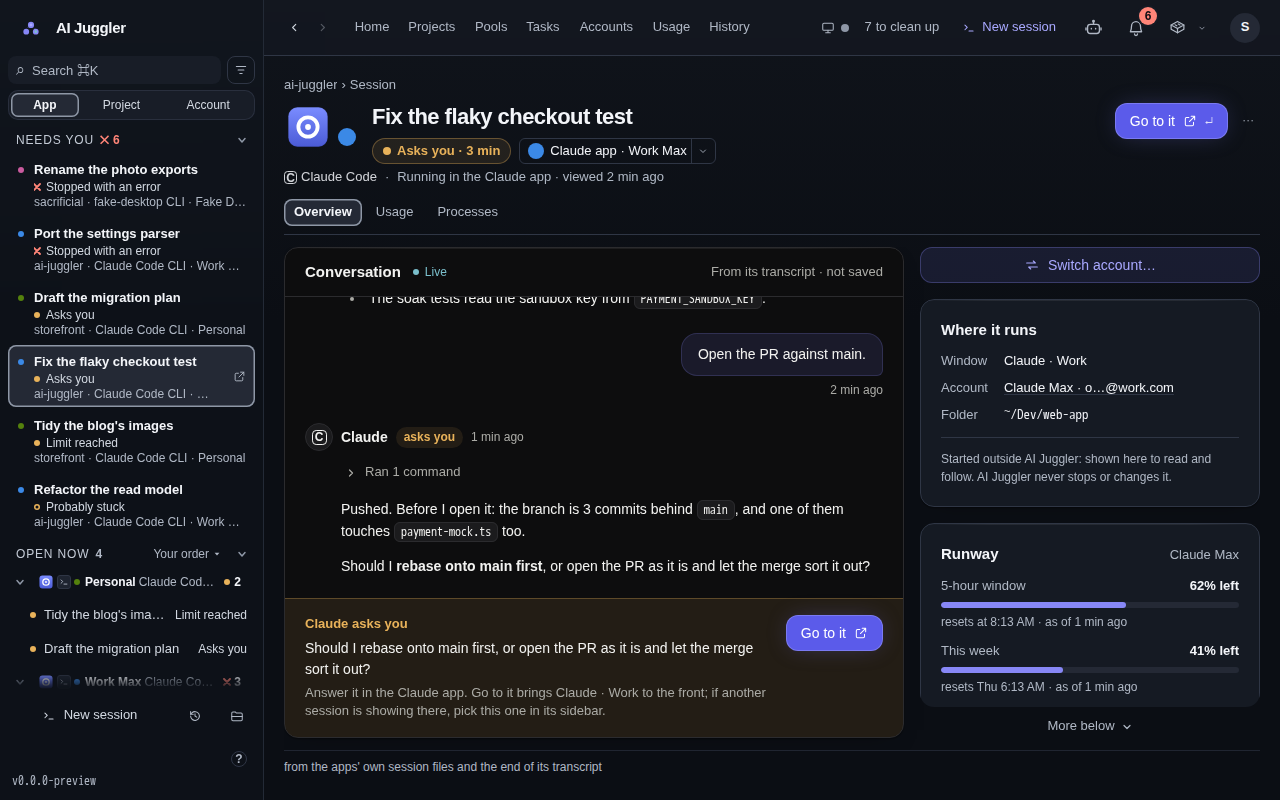 AI Juggler
Search ⌘K
App
Project
Account
NEEDS YOU 6
Rename the photo exports
Stopped with an error
sacrificial · fake-desktop CLI · Fake D…
Port the settings parser
Stopped with an error
ai-juggler · Claude Code CLI · Work …
Draft the migration plan
Asks you
storefront · Claude Code CLI · Personal
Fix the flaky checkout test
Asks you
ai-juggler · Claude Code CLI · …
Tidy the blog's images
Limit reached
storefront · Claude Code CLI · Personal
Refactor the read model
Probably stuck
ai-juggler · Claude Code CLI · Work …
OPEN NOW 4
Your order
Personal Claude Cod… 2
Tidy the blog's ima… Limit reached
Draft the migration plan Asks you
Work Max Claude Co… 3
New session
?
v0.0.0-preview
Home
Projects
Pools
Tasks
Accounts
Usage
History
7 to clean up
New session
6
S
ai-juggler › Session
Fix the flaky checkout test
Asks you · 3 min
Claude app · Work Max
Go to it
C Claude Code · Running in the Claude app · viewed 2 min ago
Overview
Usage
Processes
Conversation
Live
From its transcript · not saved
The soak tests read the sandbox key from PAYMENT_SANDBOX_KEY.
Open the PR against main.
2 min ago
C Claude asks you 1 min ago
Ran 1 command
Pushed. Before I open it: the branch is 3 commits behind main, and one of them
touches payment-mock.ts too.
Should I rebase onto main first, or open the PR as it is and let the merge sort it out?
Claude asks you
Should I rebase onto main first, or open the PR as it is and let the merge
sort it out?
Answer it in the Claude app. Go to it brings Claude · Work to the front; if another
session is showing there, pick this one in its sidebar.
Go to it
Switch account…
Where it runs
Window Claude · Work
Account Claude Max · o…@work.com
Folder ~/Dev/web-app
Started outside AI Juggler: shown here to read and
follow. AI Juggler never stops or changes it.
Runway
Claude Max
5-hour window 62% left
resets at 8:13 AM · as of 1 min ago
This week 41% left
resets Thu 6:13 AM · as of 1 min ago
More below
from the apps' own session files and the end of its transcript